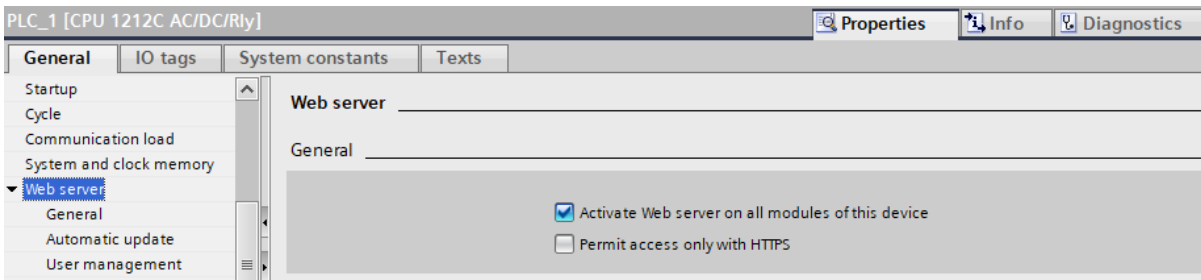 PLC_1 [CPU 1212C AC/DC/Rly]
Properties
Info
Diagnostics
General
IO tags
System constants
Texts
Startup
Cycle
Communication load
System and clock memory
Web server
General
Automatic update
User management
Web server
General
Activate Web server on all modules of this device
Permit access only with HTTPS